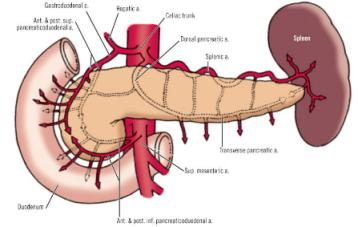 Gastroduodenal a.
Hepatic a.
Celiac trunk
Ant. & post. sup.
pancreaticoduodenal a.
Dorsal pancreatic a.
Splenic a.
Spleen
Transverse pancreatic a.
Sup. mesenteric a.
Duodenum
Ant. & post. inf. pancreaticoduodenal a.